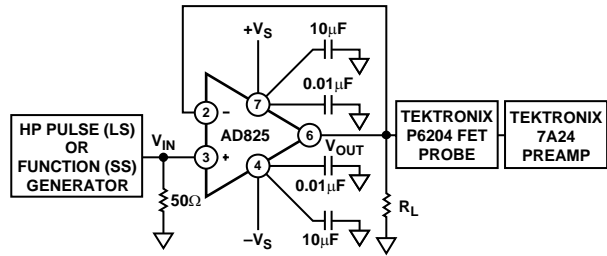 10μF
+VS
0.01μF
7
2
–
HP PULSE (LS)
OR
FUNCTION (SS)
GENERATOR
VIN
AD825
6
TEKTRONIX
P6204 FET
PROBE
TEKTRONIX
7A24
PREAMP
3
+
4
VOUT
0.01μF
50Ω
RL
–VS
10μF